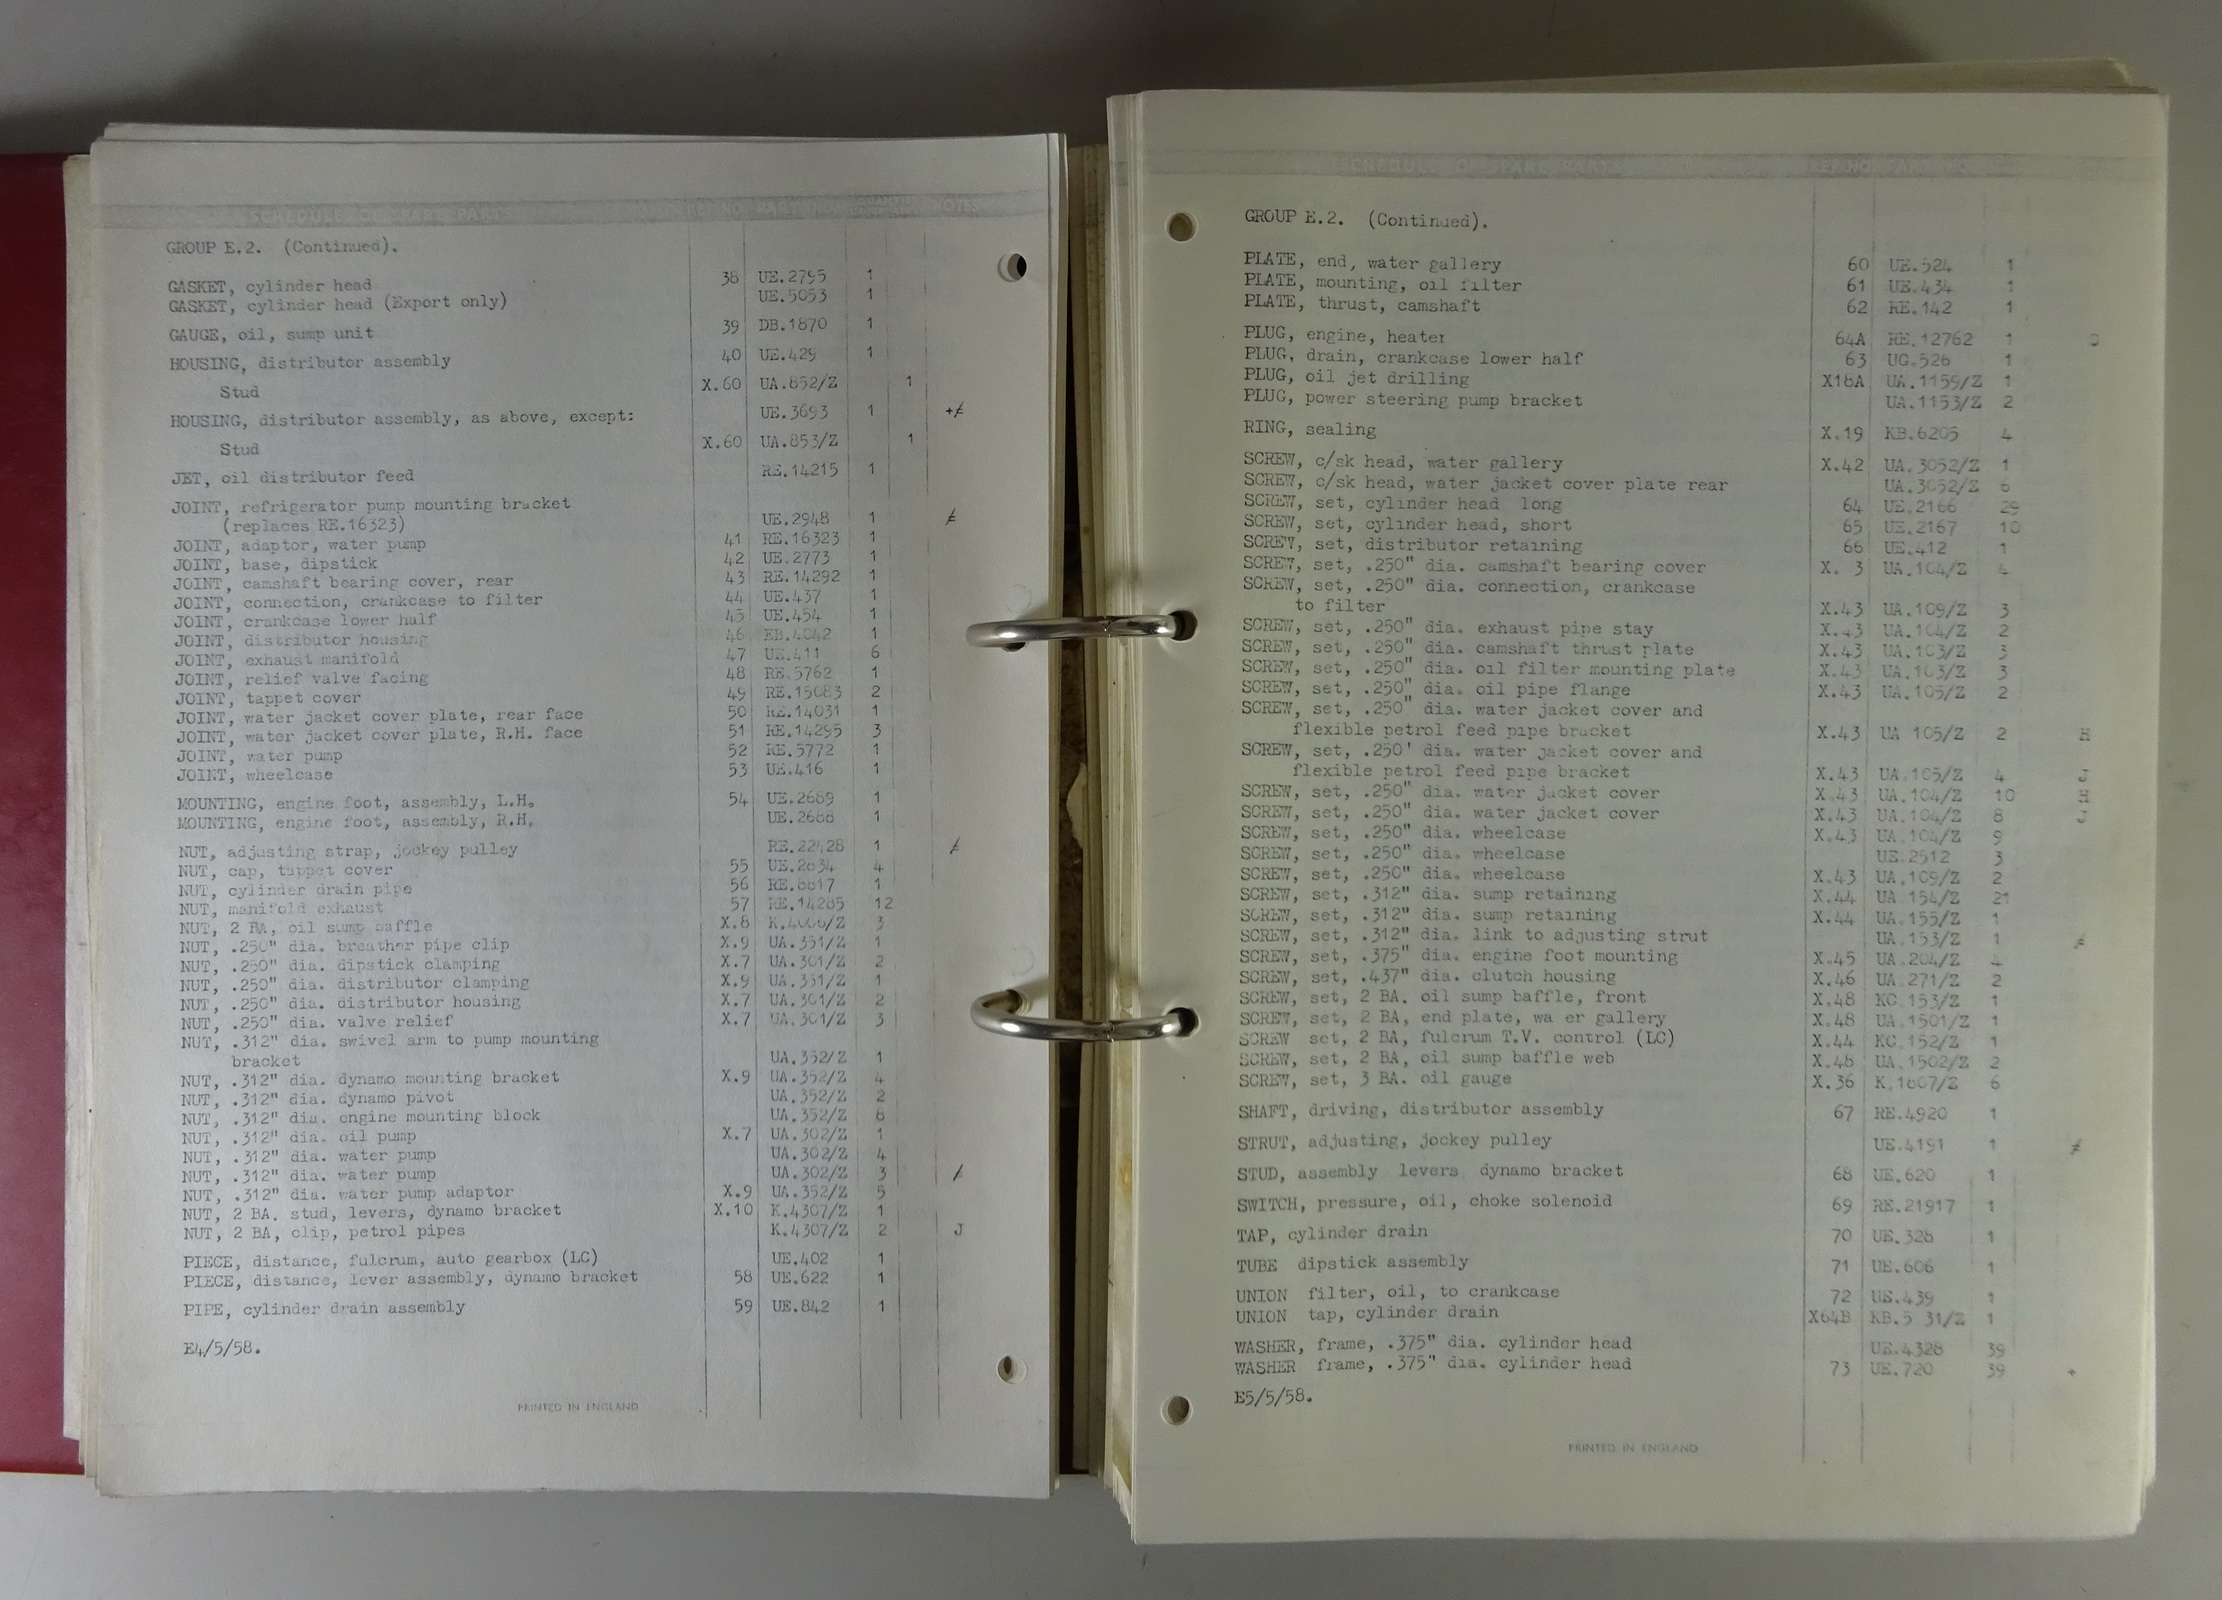 SCHEDULE OF SPARE PARTS REF. NO. PART NO. NOTES
GROUP E.2. (Continued).
GASKET, cylinder head 38 UE.2795 1
GASKET, cylinder head (Export only) UE.5053 1
GAUGE, oil, sump unit 39 DB.1870 1
HOUSING, distributor assembly 40 UE.429 1
Stud X.60 UA.852/Z 1
HOUSING, distributor assembly, as above, except: UE.3693 1 +≠
Stud X.60 UA.853/Z 1
JET, oil distributor feed RE.14215 1
JOINT, refrigerator pump mounting bracket
(replaces RE.16323) UE.2948 1 ≠
JOINT, adaptor, water pump 41 RE.16323 1
JOINT, base, dipstick 42 UE.2773 1
JOINT, camshaft bearing cover, rear 43 RE.14292 1
JOINT, connection, crankcase to filter 44 UE.437 1
JOINT, crankcase lower half 45 UE.454 1
JOINT, distributor housing 46 EB.4042 1
JOINT, exhaust manifold 47 UE.411 6
JOINT, relief valve facing 48 RE.5762 1
JOINT, tappet cover 49 RE.15083 2
JOINT, water jacket cover plate, rear face 50 RE.14031 1
JOINT, water jacket cover plate, R.H. face 51 RE.14295 3
JOINT, water pump 52 RE.5772 1
JOINT, wheelcase 53 UE.416 1
MOUNTING, engine foot, assembly, L.H. 54 UE.2689 1
MOUNTING, engine foot, assembly, R.H. UE.2688 1
NUT, adjusting strap, jockey pulley RE.22428 1 ≠
NUT, cap, tappet cover 55 UE.2634 4
NUT, cylinder drain pipe 56 RE.8817 1
NUT, manifold exhaust 57 RE.14285 12
NUT, 2 BA, oil sump baffle X.8 K.4066/Z 3
NUT, .250" dia. breather pipe clip X.9 UA.351/Z 1
NUT, .250" dia. dipstick clamping X.7 UA.301/Z 2
NUT, .250" dia. distributor clamping X.9 UA.351/Z 1
NUT, .250" dia. distributor housing X.7 UA.301/Z 2
NUT, .250" dia. valve relief X.7 UA.301/Z 3
NUT, .312" dia. swivel arm to pump mounting
bracket UA.352/Z 1
NUT, .312" dia. dynamo mounting bracket X.9 UA.352/Z 4
NUT, .312" dia. dynamo pivot UA.352/Z 2
NUT, .312" dia. engine mounting block UA.352/Z 8
NUT, .312" dia. oil pump X.7 UA.302/Z 1
NUT, .312" dia. water pump UA.302/Z 4
NUT, .312" dia. water pump UA.302/Z 3 ≠
NUT, .312" dia. water pump adaptor X.9 UA.352/Z 5
NUT, 2 BA. stud, levers, dynamo bracket X.10 K.4307/Z 1
NUT, 2 BA, clip, petrol pipes K.4307/Z 2 J
PIECE, distance, fulcrum, auto gearbox (LC) UE.402 1
PIECE, distance, lever assembly, dynamo bracket 58 UE.622 1
PIPE, cylinder drain assembly 59 UE.842 1
E4/5/58.
PRINTED IN ENGLAND
SCHEDULE OF SPARE PARTS
GROUP E.2. (Continued).
PLATE, end, water gallery 60 UE.524 1
PLATE, mounting, oil filter 61 UE.434 1
PLATE, thrust, camshaft 62 RE.142 1
PLUG, engine, heater 64A RE.12762 1
PLUG, drain, crankcase lower half 63 UG.526 1
PLUG, oil jet drilling X18A UA.1159/Z 1
PLUG, power steering pump bracket UA.1153/Z 2
RING, sealing X.19 KB.6205 4
SCREW, c/sk head, water gallery X.42 UA.3052/Z 1
SCREW, c/sk head, water jacket cover plate rear UA.3052/Z 6
SCREW, set, cylinder head long 64 UE.2166 29
SCREW, set, cylinder head, short 65 UE.2167 10
SCREW, set, distributor retaining 66 UE.412 1
SCREW, set, .250" dia. camshaft bearing cover X. 3 UA.104/Z 4
SCREW, set, .250" dia. connection, crankcase
to filter X.43 UA.109/Z 3
SCREW, set, .250" dia. exhaust pipe stay X.43 UA.104/Z 2
SCREW, set, .250" dia. camshaft thrust plate X.43 UA.103/Z 3
SCREW, set, .250" dia. oil filter mounting plate X.43 UA.103/Z 3
SCREW, set, .250" dia. oil pipe flange X.43 UA.105/Z 2
SCREW, set, .250" dia. water jacket cover and
flexible petrol feed pipe bracket X.43 UA 105/Z 2 H
SCREW, set, .250' dia. water jacket cover and
flexible petrol feed pipe bracket X.43 UA.105/Z 4 J
SCREW, set, .250" dia. water jacket cover X.43 UA.104/Z 10 H
SCREW, set, .250" dia. water jacket cover X.43 UA.104/Z 8 J
SCREW, set, .250" dia. wheelcase X.43 UA.104/Z 9
SCREW, set, .250" dia. wheelcase UE.2512 3
SCREW, set, .250" dia. wheelcase X.43 UA.109/Z 2
SCREW, set, .312" dia. sump retaining X.44 UA.154/Z 21
SCREW, set, .312" dia. sump retaining X.44 UA.155/Z 1
SCREW, set, .312" dia. link to adjusting strut UA.153/Z 1 ≠
SCREW, set, .375" dia. engine foot mounting X.45 UA.204/Z 4
SCREW, set, .437" dia. clutch housing X.46 UA.271/Z 2
SCREW, set, 2 BA. oil sump baffle, front X.48 KC.153/Z 1
SCREW, set, 2 BA, end plate, wa er gallery X.48 UA.1501/Z 1
SCREW set, 2 BA, fulcrum T.V. control (LC) X.44 KC.152/Z 1
SCREW, set, 2 BA, oil sump baffle web X.48 UA.1502/Z 2
SCREW, set, 3 BA. oil gauge X.36 K.1807/Z 6
SHAFT, driving, distributor assembly 67 RE.4920 1
STRUT, adjusting, jockey pulley UE.4191 1 ≠
STUD, assembly levers dynamo bracket 68 UE.620 1
SWITCH, pressure, oil, choke solenoid 69 RE.21917 1
TAP, cylinder drain 70 UE.328 1
TUBE dipstick assembly 71 UE.606 1
UNION filter, oil, to crankcase 72 UE.439 1
UNION tap, cylinder drain X64B KB.5 31/Z 1
WASHER, frame, .375" dia. cylinder head UE.4328 39
WASHER frame, .375" dia. cylinder head 73 UE.720 39 +
E5/5/58.
PRINTED IN ENGLAND